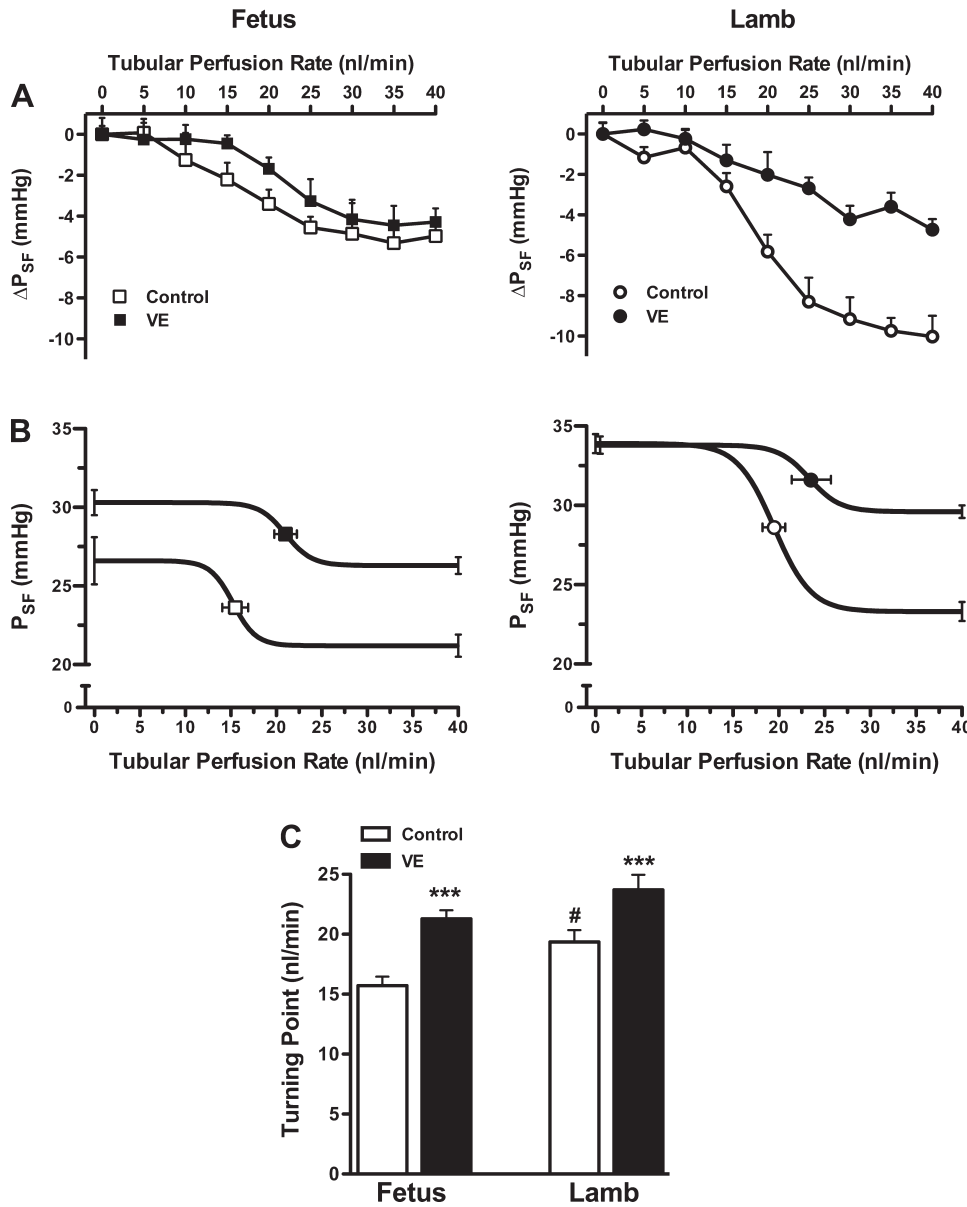 Fetus
Lamb
Tubular Perfusion Rate (nl/min)
Tubular Perfusion Rate (nl/min)
A
0 5 10 15 20 25 30 35 40
0 5 10 15 20 25 30 35 40
0
-2
-4
-6
-8
-10
ΔPSF (mmHg)
Control
VE
0
-2
-4
-6
-8
-10
ΔPSF (mmHg)
Control
VE
B
35
30
25
20
0
PSF (mmHg)
0 5 10 15 20 25 30 35 40
Tubular Perfusion Rate (nl/min)
35
30
25
20
0
PSF (mmHg)
0 5 10 15 20 25 30 35 40
Tubular Perfusion Rate (nl/min)
C
Control
VE
25
20
15
10
5
0
Turning Point (nl/min)
***
#
***
Fetus
Lamb